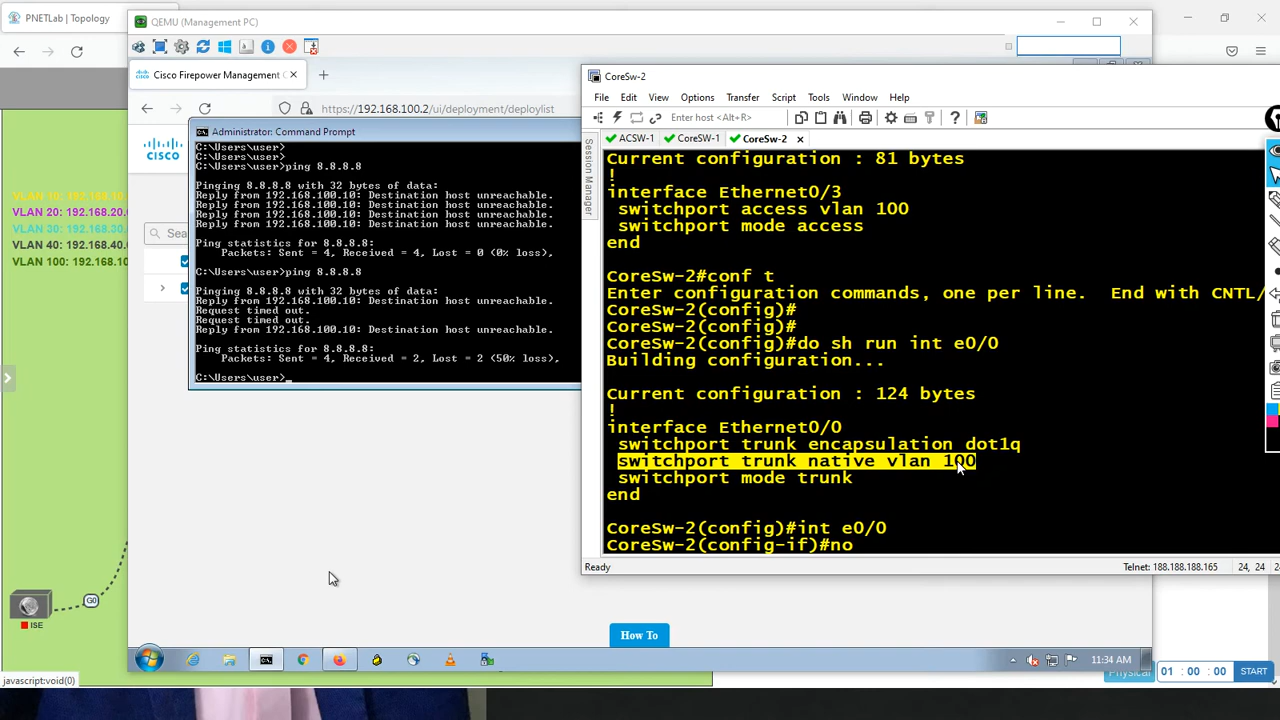 PNETLab | Topology
QEMU (Management PC)
Cisco Firepower Management C
https://192.168.100.2/ui/deployment/deploylist
CISCO
VLAN 10: 192.168.10.
VLAN 20: 192.168.20.
VLAN 30: 192.168.30.
VLAN 40: 192.168.40.
VLAN 100: 192.168.10
Sea
Administrator: Command Prompt
C:\Users\user>
C:\Users\user>
C:\Users\user>ping 8.8.8.8
Pinging 8.8.8.8 with 32 bytes of data:
Reply from 192.168.100.10: Destination host unreachable.
Reply from 192.168.100.10: Destination host unreachable.
Reply from 192.168.100.10: Destination host unreachable.
Reply from 192.168.100.10: Destination host unreachable.
Ping statistics for 8.8.8.8:
Packets: Sent = 4, Received = 4, Lost = 0 (0% loss),
C:\Users\user>ping 8.8.8.8
Pinging 8.8.8.8 with 32 bytes of data:
Reply from 192.168.100.10: Destination host unreachable.
Request timed out.
Request timed out.
Reply from 192.168.100.10: Destination host unreachable.
Ping statistics for 8.8.8.8:
Packets: Sent = 4, Received = 2, Lost = 2 (50% loss),
C:\Users\user>_
CoreSw-2
File Edit View Options Transfer Script Tools Window Help
Enter host <Alt+R>
ACSW-1 CoreSW-1 CoreSw-2
Session Manager
Current configuration : 81 bytes
!
interface Ethernet0/3
switchport access vlan 100
switchport mode access
end
CoreSw-2#conf t
Enter configuration commands, one per line.  End with CNTL/
CoreSw-2(config)#
CoreSw-2(config)#
CoreSw-2(config)#do sh run int e0/0
Building configuration...
Current configuration : 124 bytes
!
interface Ethernet0/0
switchport trunk encapsulation dot1q
switchport trunk native vlan 100
switchport mode trunk
end
CoreSw-2(config)#int e0/0
CoreSw-2(config-if)#no
Ready
Telnet: 188.188.188.165
24, 24
24
G0
ISE
How To
11:34 AM
javascript:void(0)
Physical
01 : 00 : 00
START